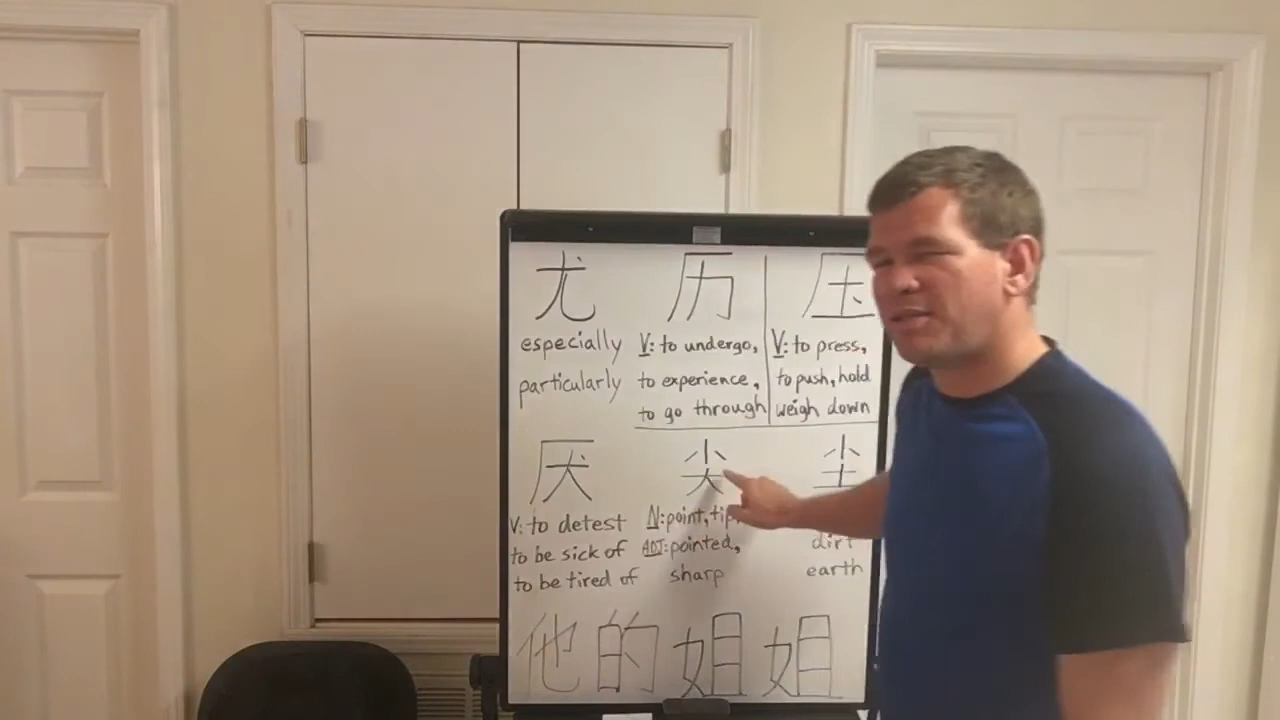 尤 历 压
especially V: to undergo, V: to press,
particularly to experience, to push, hold
to go through weigh down
厌 尖 尘
V: to detest N: point, tip,
to be sick of ADJ: pointed, dirt
to be tired of sharp earth
他的姐姐